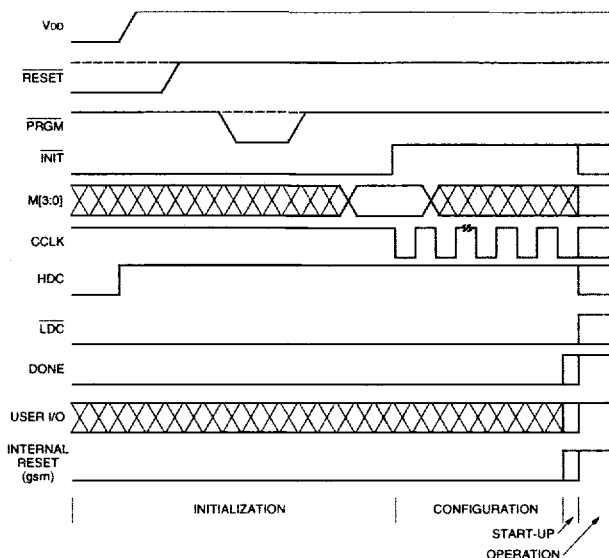 VDD
RESET
PRGM
INIT
M[3:0]
CCLK
HDC
LDC
DONE
USER I/O
INTERNAL
RESET
(gsm)
INITIALIZATION
CONFIGURATION
START-UP
OPERATION